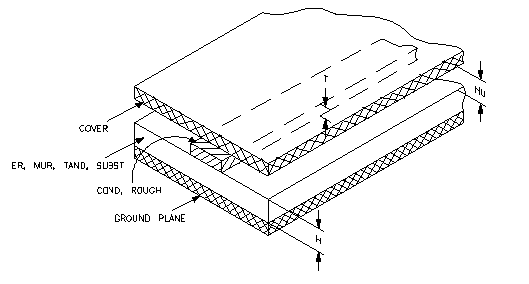 T
HU
COVER
ER, MUR, TAND, SUBST
COND, ROUGH
GROUND PLANE
H